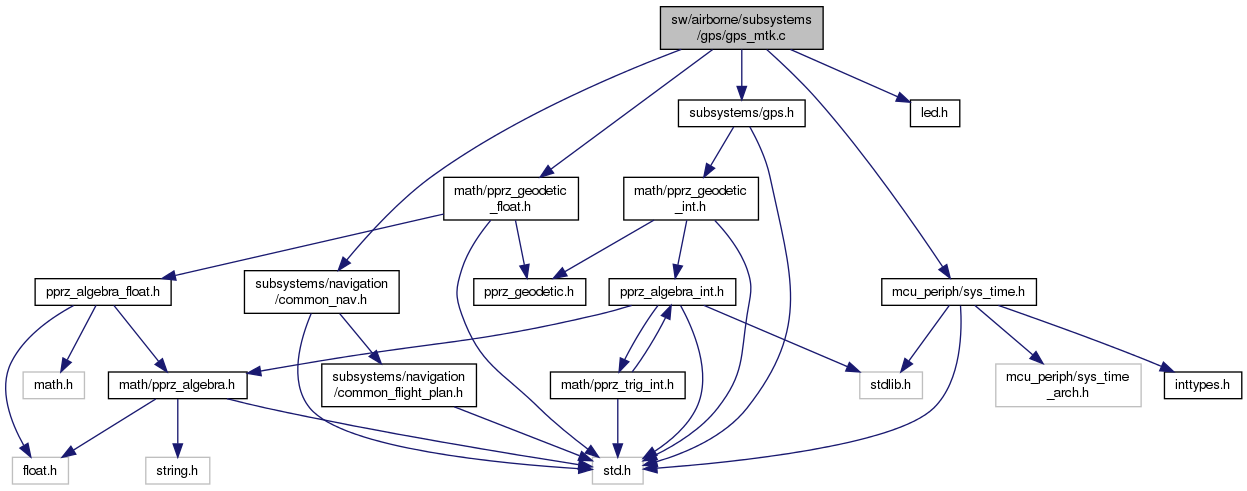 sw/airborne/subsystems
/gps/gps_mtk.c
subsystems/gps.h
led.h
math/pprz_geodetic
_float.h
math/pprz_geodetic
_int.h
pprz_algebra_float.h
subsystems/navigation
/common_nav.h
pprz_geodetic.h
pprz_algebra_int.h
mcu_periph/sys_time.h
math.h
math/pprz_algebra.h
subsystems/navigation
/common_flight_plan.h
math/pprz_trig_int.h
stdlib.h
mcu_periph/sys_time
_arch.h
inttypes.h
float.h
string.h
std.h